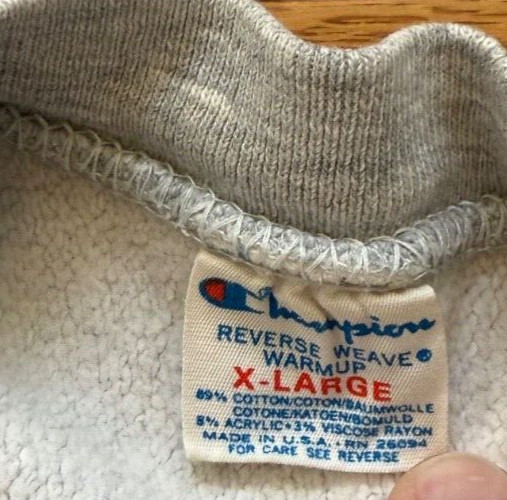 Champion
REVERSE WEAVE®
WARMUP
X-LARGE
89% COTTON/COTON/BAUMWOLLE
COTONE/KATOEN/BOMULD
8% ACRYLIC•3% VISCOSE RAYON
MADE IN U.S.A. • RN 26094
FOR CARE SEE REVERSE